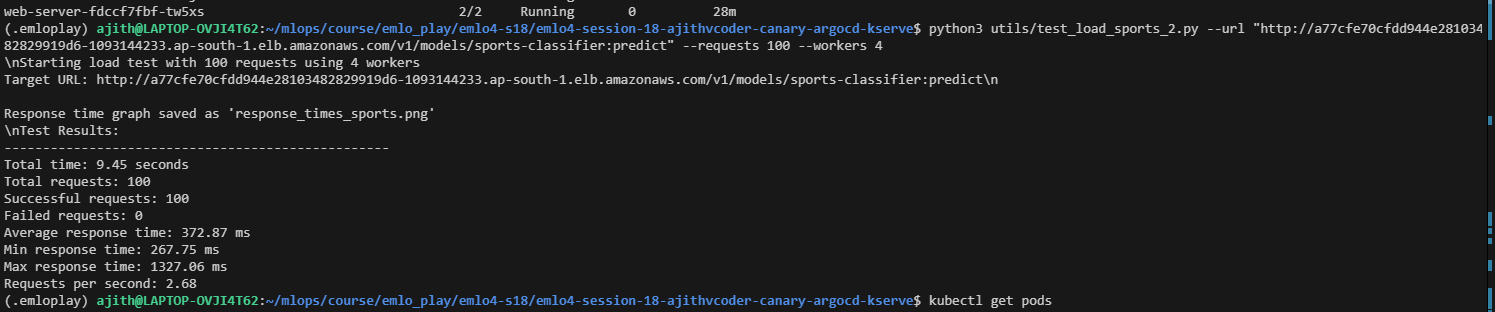 web-server-fdccf7fbf-tw5xs 2/2 Running 0 28m
(.emloplay) ajith@LAPTOP-OVJI4T62:~/mlops/course/emlo_play/emlo4-s18/emlo4-session-18-ajithvcoder-canary-argocd-kserve$ python3 utils/test_load_sports_2.py --url "http://a77cfe70cfdd944e281034
82829919d6-1093144233.ap-south-1.elb.amazonaws.com/v1/models/sports-classifier:predict" --requests 100 --workers 4
\nStarting load test with 100 requests using 4 workers
Target URL: http://a77cfe70cfdd944e28103482829919d6-1093144233.ap-south-1.elb.amazonaws.com/v1/models/sports-classifier:predict\n
Response time graph saved as 'response_times_sports.png'
\nTest Results:
--------------------------------------------------
Total time: 9.45 seconds
Total requests: 100
Successful requests: 100
Failed requests: 0
Average response time: 372.87 ms
Min response time: 267.75 ms
Max response time: 1327.06 ms
Requests per second: 2.68
(.emloplay) ajith@LAPTOP-OVJI4T62:~/mlops/course/emlo_play/emlo4-s18/emlo4-session-18-ajithvcoder-canary-argocd-kserve$ kubectl get pods